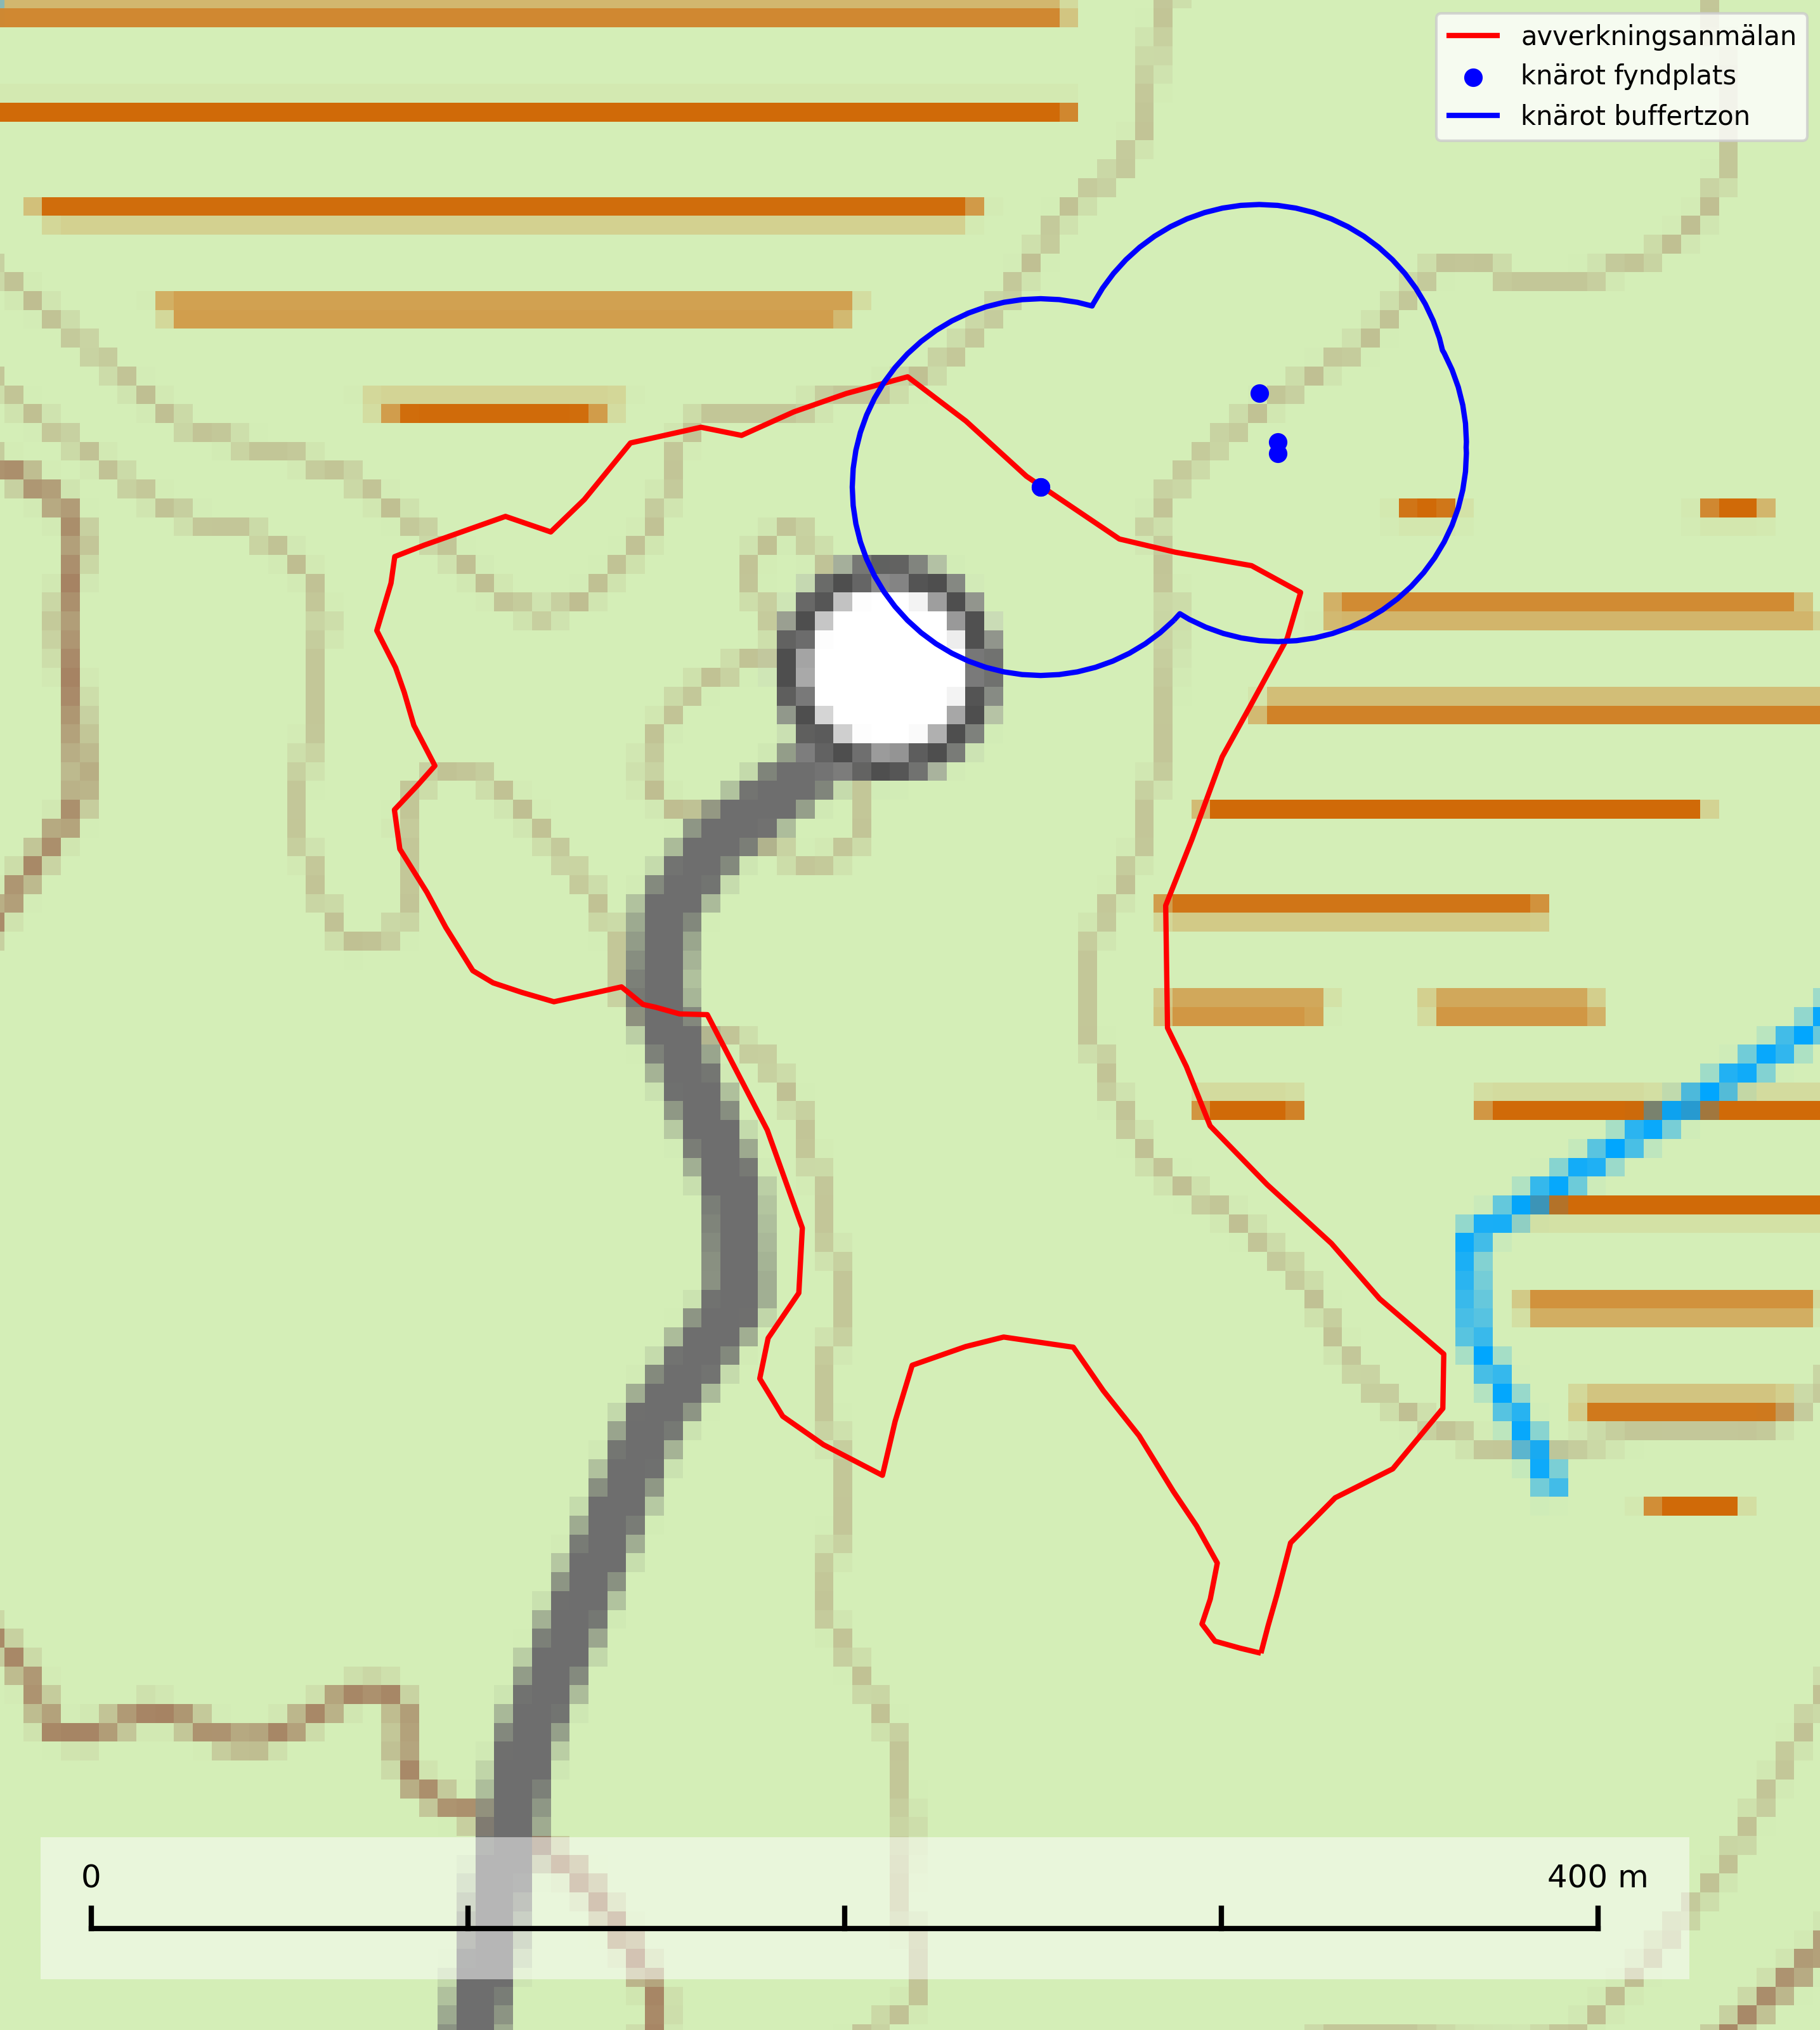 avverkningsanmälan
knärot fyndplats
knärot buffertzon
0 400 m